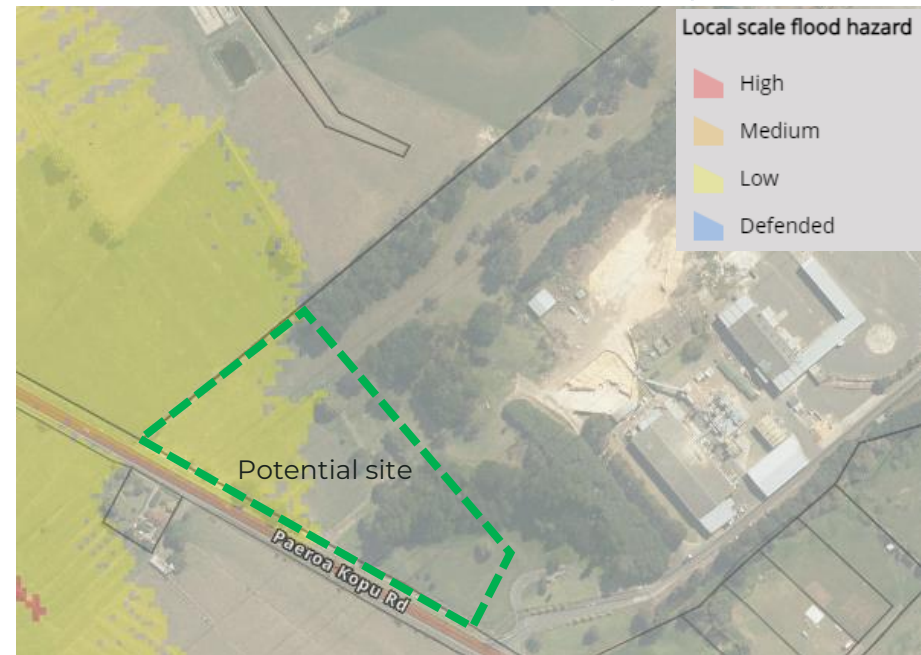 Local scale flood hazard
High
Medium
Low
Defended
Potential site
Paeroa Kopu Rd